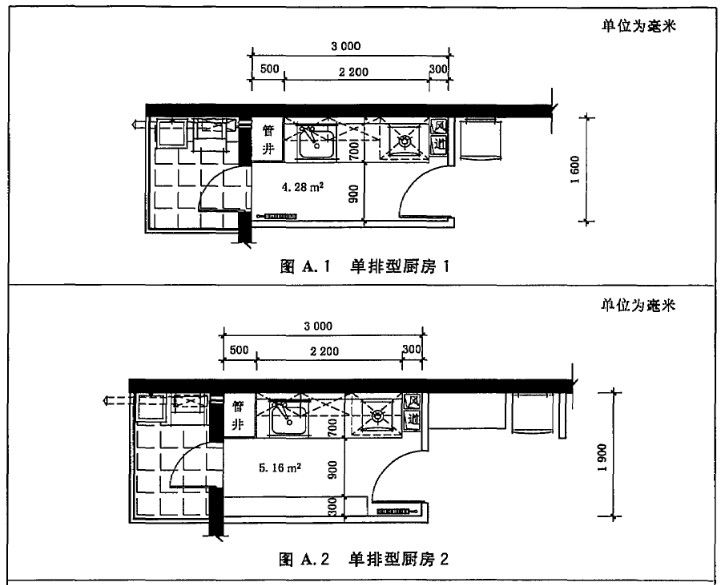 单位为毫米
3 000
500
2 200
300
管
井
风
道
700
1 600
4.28 m²
900
图 A.1 单排型厨房 1
单位为毫米
3 000
500
2 200
300
管
井
风
道
700
1 900
5.16 m²
900
300
图 A.2 单排型厨房 2